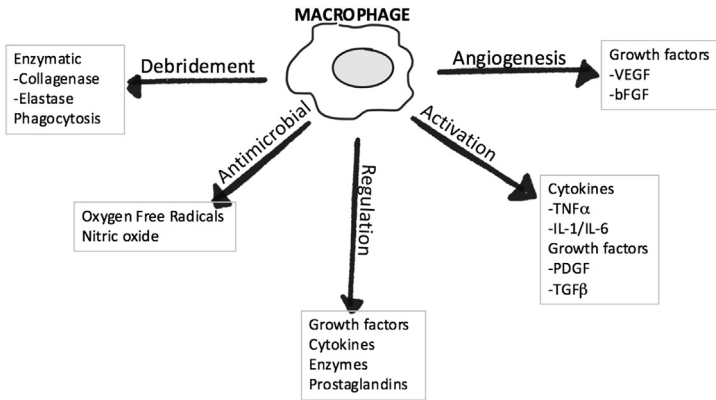 MACROPHAGE
Debridement
Enzymatic
-Collagenase
-Elastase
Phagocytosis
Angiogenesis
Growth factors
-VEGF
-bFGF
Antimicrobial
Oxygen Free Radicals
Nitric oxide
Regulation
Growth factors
Cytokines
Enzymes
Prostaglandins
Activation
Cytokines
-TNFα
-IL-1/IL-6
Growth factors
-PDGF
-TGFβ